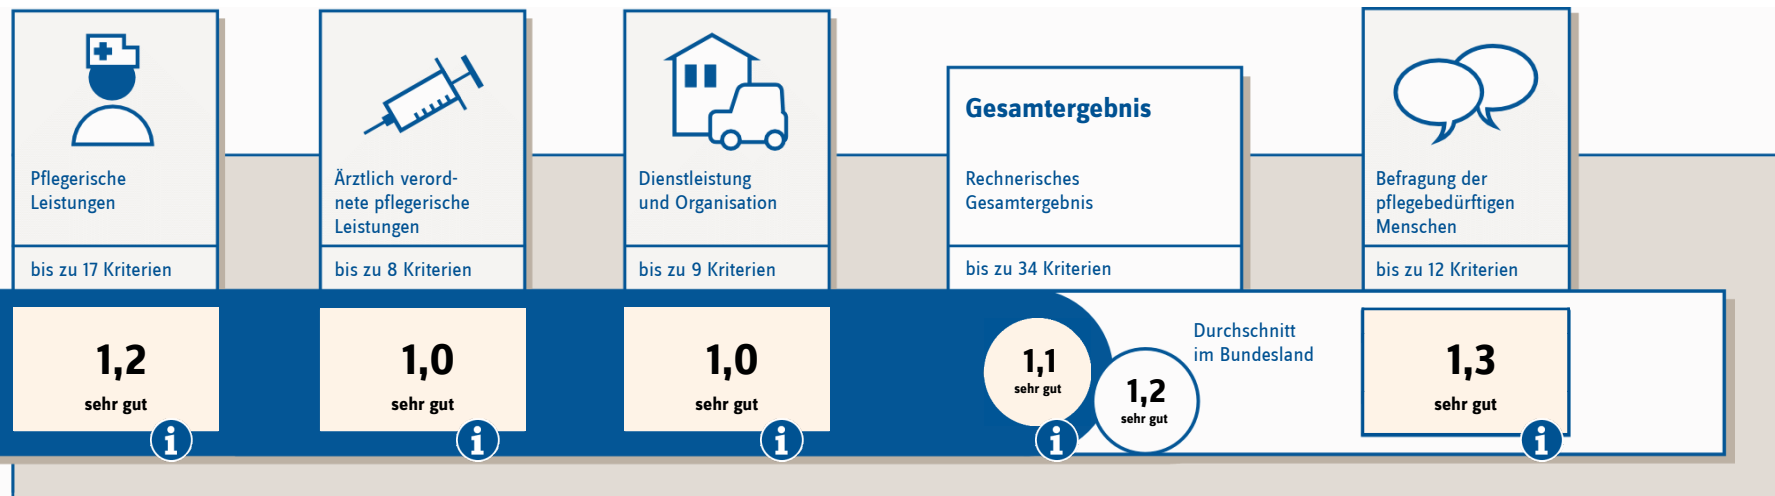 Pflegerische
Leistungen
bis zu 17 Kriterien
1,2
sehr gut
Ärztlich verord-
nete pflegerische
Leistungen
bis zu 8 Kriterien
1,0
sehr gut
Dienstleistung
und Organisation
bis zu 9 Kriterien
1,0
sehr gut
Gesamtergebnis
Rechnerisches
Gesamtergebnis
bis zu 34 Kriterien
1,1
sehr gut
1,2
sehr gut
Durchschnitt
im Bundesland
Befragung der
pflegebedürftigen
Menschen
bis zu 12 Kriterien
1,3
sehr gut